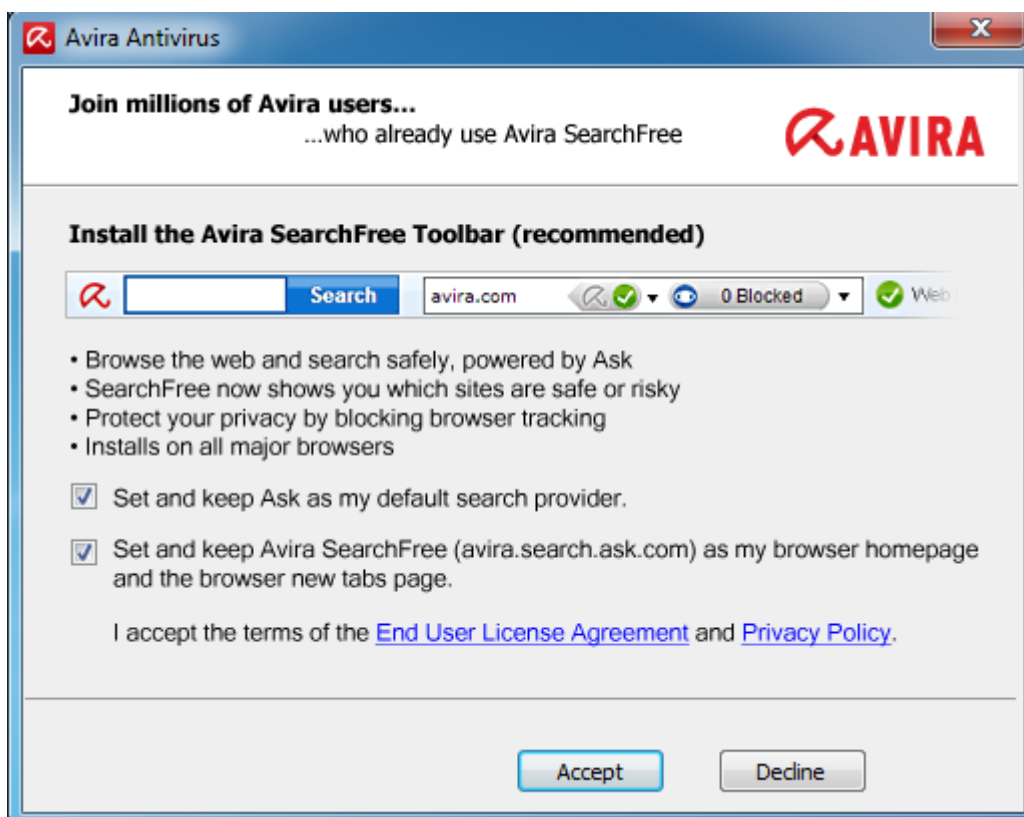 Avira Antivirus
Join millions of Avira users...
...who already use Avira SearchFree
AVIRA
Install the Avira SearchFree Toolbar (recommended)
Search
avira.com
0 Blocked
Web
• Browse the web and search safely, powered by Ask
• SearchFree now shows you which sites are safe or risky
• Protect your privacy by blocking browser tracking
• Installs on all major browsers
Set and keep Ask as my default search provider.
Set and keep Avira SearchFree (avira.search.ask.com) as my browser homepage
and the browser new tabs page.
I accept the terms of the End User License Agreement and Privacy Policy.
Accept
Decline